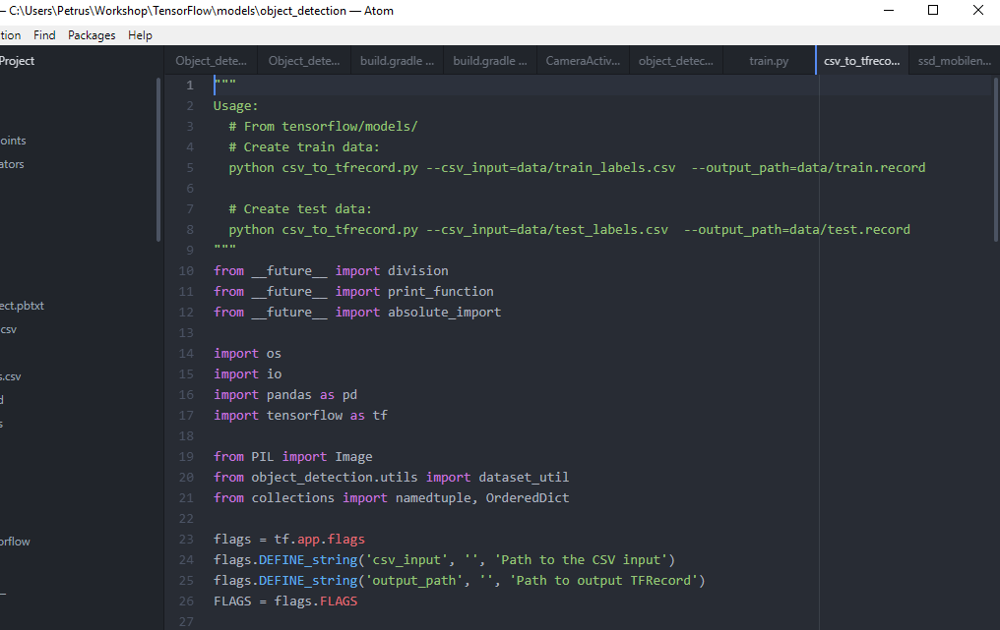 – C:\Users\Petrus\Workshop\TensorFlow\models\object_detection — Atom
tion Find Packages Help
Project
Object_dete... Object_dete... build.gradle ... build.gradle ... CameraActiv... object_detec... train.py csv_to_tfreco... ssd_mobilen...
oints
ators
ect.pbtxt
csv
s.csv
d
s
orflow
1 """
2 Usage:
3 # From tensorflow/models/
4 # Create train data:
5 python csv_to_tfrecord.py --csv_input=data/train_labels.csv  --output_path=data/train.record
6
7 # Create test data:
8 python csv_to_tfrecord.py --csv_input=data/test_labels.csv  --output_path=data/test.record
9 """
10 from __future__ import division
11 from __future__ import print_function
12 from __future__ import absolute_import
13
14 import os
15 import io
16 import pandas as pd
17 import tensorflow as tf
18
19 from PIL import Image
20 from object_detection.utils import dataset_util
21 from collections import namedtuple, OrderedDict
22
23 flags = tf.app.flags
24 flags.DEFINE_string('csv_input', '', 'Path to the CSV input')
25 flags.DEFINE_string('output_path', '', 'Path to output TFRecord')
26 FLAGS = flags.FLAGS
27